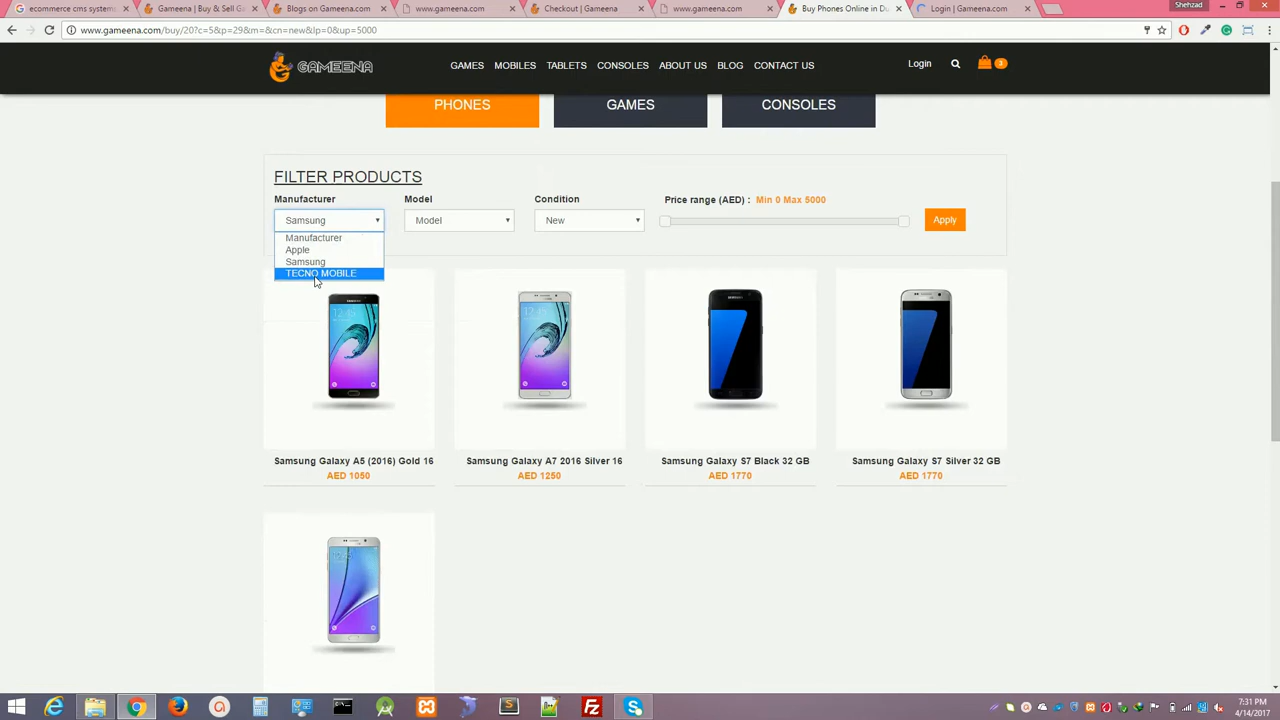 Shehzad
ecommerce cms system
Gameena | Buy & Sell Ga
Blogs on Gameena.com
www.gameena.com
Checkout | Gameena
www.gameena.com
Buy Phones Online in Du
Login | Gameena.com
www.gameena.com/buy/20?c=5&p=29&m=&cn=new&lp=0&up=5000
GAMEENA
GAMES MOBILES TABLETS CONSOLES ABOUT US BLOG CONTACT US
Login
3
PHONES
GAMES
CONSOLES
FILTER PRODUCTS
Manufacturer
Model
Condition
Price range (AED) : Min 0 Max 5000
Samsung
Model
New
Apply
Manufacturer
Apple
Samsung
TECNO MOBILE
Samsung Galaxy A5 (2016) Gold 16
AED 1050
Samsung Galaxy A7 2016 Silver 16
AED 1250
Samsung Galaxy S7 Black 32 GB
AED 1770
Samsung Galaxy S7 Silver 32 GB
AED 1770
7:31 PM
4/14/2017